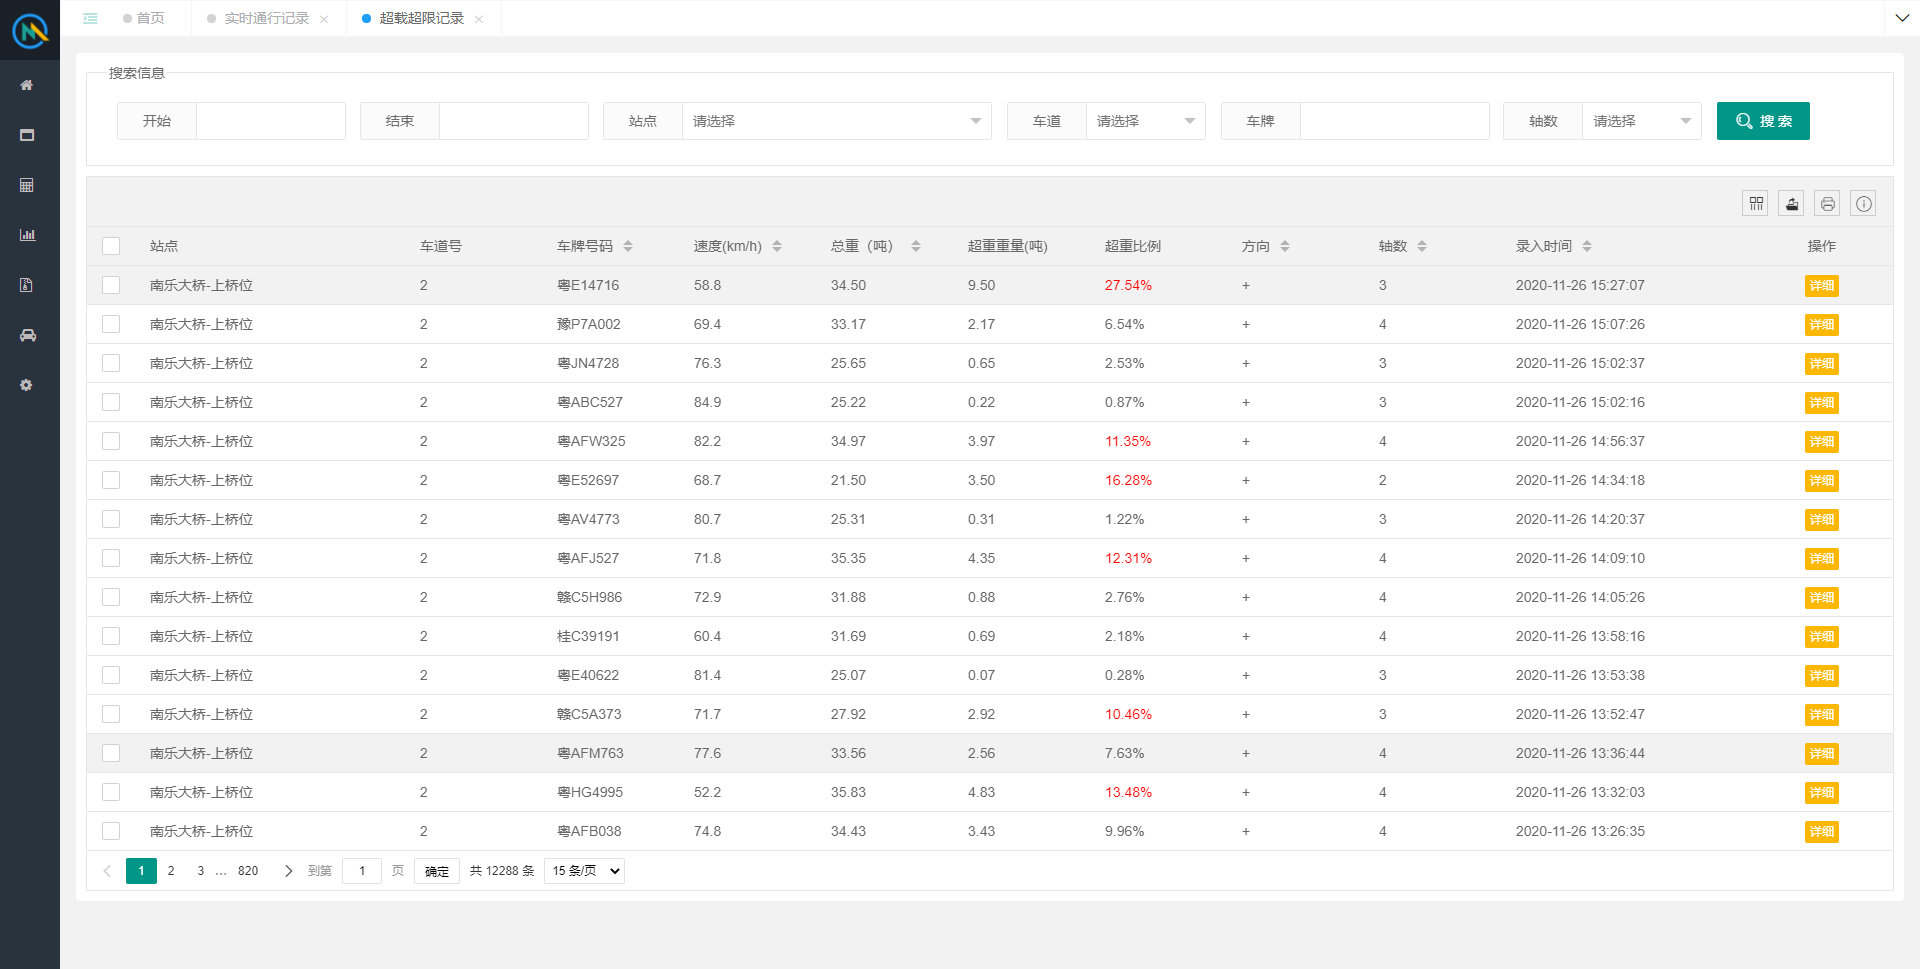 首页 实时通行记录 超载超限记录
搜索信息
开始 结束 站点 请选择 车道 请选择 车牌 轴数 请选择 搜 索
站点 车道号 车牌号码 速度(km/h) 总重（吨） 超重重量(吨) 超重比例 方向 轴数 录入时间 操作
南乐大桥-上桥位 2 粤E14716 58.8 34.50 9.50 27.54% + 3 2020-11-26 15:27:07 详细
南乐大桥-上桥位 2 豫P7A002 69.4 33.17 2.17 6.54% + 4 2020-11-26 15:07:26 详细
南乐大桥-上桥位 2 粤JN4728 76.3 25.65 0.65 2.53% + 3 2020-11-26 15:02:37 详细
南乐大桥-上桥位 2 粤ABC527 84.9 25.22 0.22 0.87% + 3 2020-11-26 15:02:16 详细
南乐大桥-上桥位 2 粤AFW325 82.2 34.97 3.97 11.35% + 4 2020-11-26 14:56:37 详细
南乐大桥-上桥位 2 粤E52697 68.7 21.50 3.50 16.28% + 2 2020-11-26 14:34:18 详细
南乐大桥-上桥位 2 粤AV4773 80.7 25.31 0.31 1.22% + 3 2020-11-26 14:20:37 详细
南乐大桥-上桥位 2 粤AFJ527 71.8 35.35 4.35 12.31% + 4 2020-11-26 14:09:10 详细
南乐大桥-上桥位 2 赣C5H986 72.9 31.88 0.88 2.76% + 4 2020-11-26 14:05:26 详细
南乐大桥-上桥位 2 桂C39191 60.4 31.69 0.69 2.18% + 4 2020-11-26 13:58:16 详细
南乐大桥-上桥位 2 粤E40622 81.4 25.07 0.07 0.28% + 3 2020-11-26 13:53:38 详细
南乐大桥-上桥位 2 赣C5A373 71.7 27.92 2.92 10.46% + 3 2020-11-26 13:52:47 详细
南乐大桥-上桥位 2 粤AFM763 77.6 33.56 2.56 7.63% + 4 2020-11-26 13:36:44 详细
南乐大桥-上桥位 2 粤HG4995 52.2 35.83 4.83 13.48% + 4 2020-11-26 13:32:03 详细
南乐大桥-上桥位 2 粤AFB038 74.8 34.43 3.43 9.96% + 4 2020-11-26 13:26:35 详细
1 2 3 … 820 到第 1 页 确定 共 12288 条 15 条/页